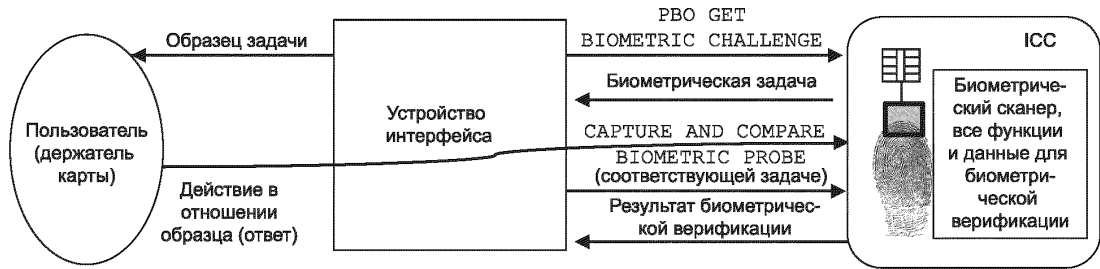 PBO GET
BIOMETRIC CHALLENGE
Образец задачи
ICC
Биометрическая задача
Устройство
интерфейса
Пользователь
(держатель
карты)
CAPTURE AND COMPARE
BIOMETRIC PROBE
(соответствующей задаче)
Действие в
отношении
образца (ответ)
Результат биометричес-
кой верификации
Биометриче-
ский сканер,
все функции
и данные для
биометри-
ческой
верификации